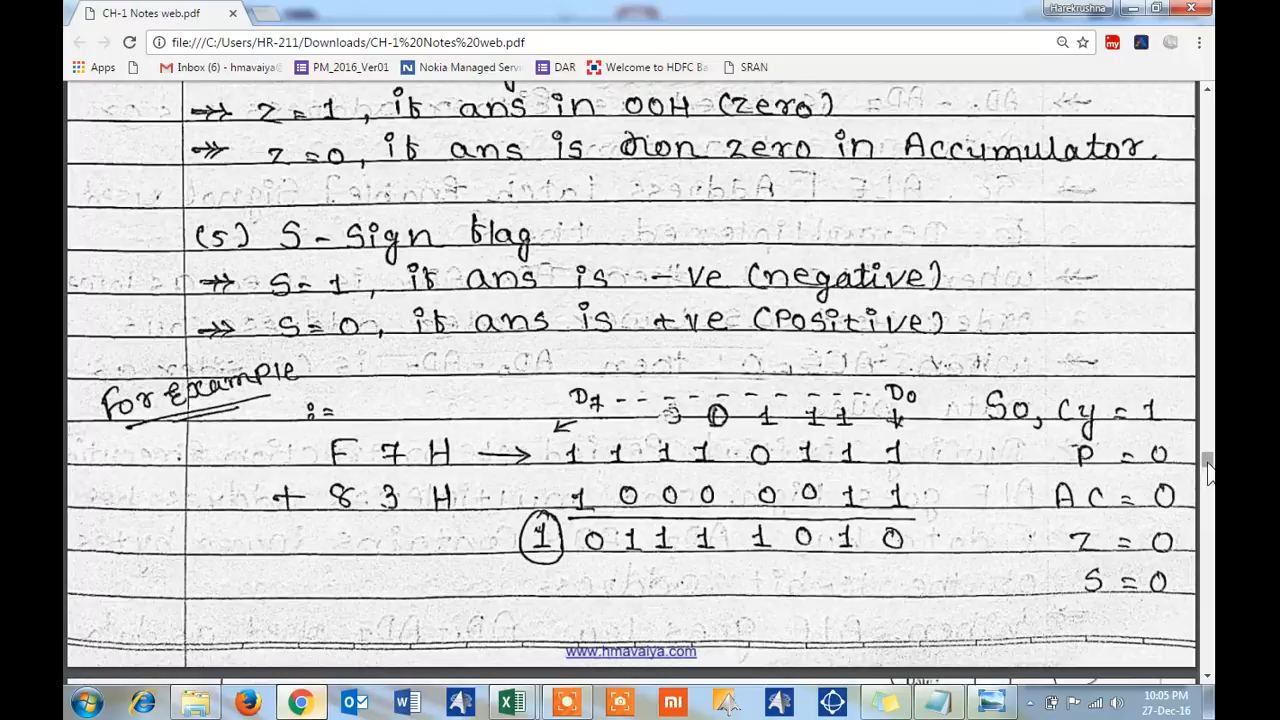 CH-1 Notes web.pdf
Harekrushna
file:///C:/Users/HR-211/Downloads/CH-1%20Notes%20web.pdf
Apps Inbox (6) - hmavaiya PM_2016_Ver01 Nokia Managed Serv DAR Welcome to HDFC Ba SRAN
→» Z=1, if ans in 00H (zero)
→» Z=0, if ans is Non zero in Accumulator.
(5) S - Sign flag
→» S=1, if ans is -ve (negative)
→» S=0, if ans is +ve (Positive)
For Example :=
D7 - - - - - - - - - D0
0 1 1 1
So, Cy = 1
F 7 H → 1 1 1 1 0 1 1 1 P = 0
+ 8 3 H 1 0 0 0 0 0 1 1 AC = 0
1 0 1 1 1 1 0 1 0 Z = 0
S = 0
www.hmavaiya.com
10:05 PM
27-Dec-16